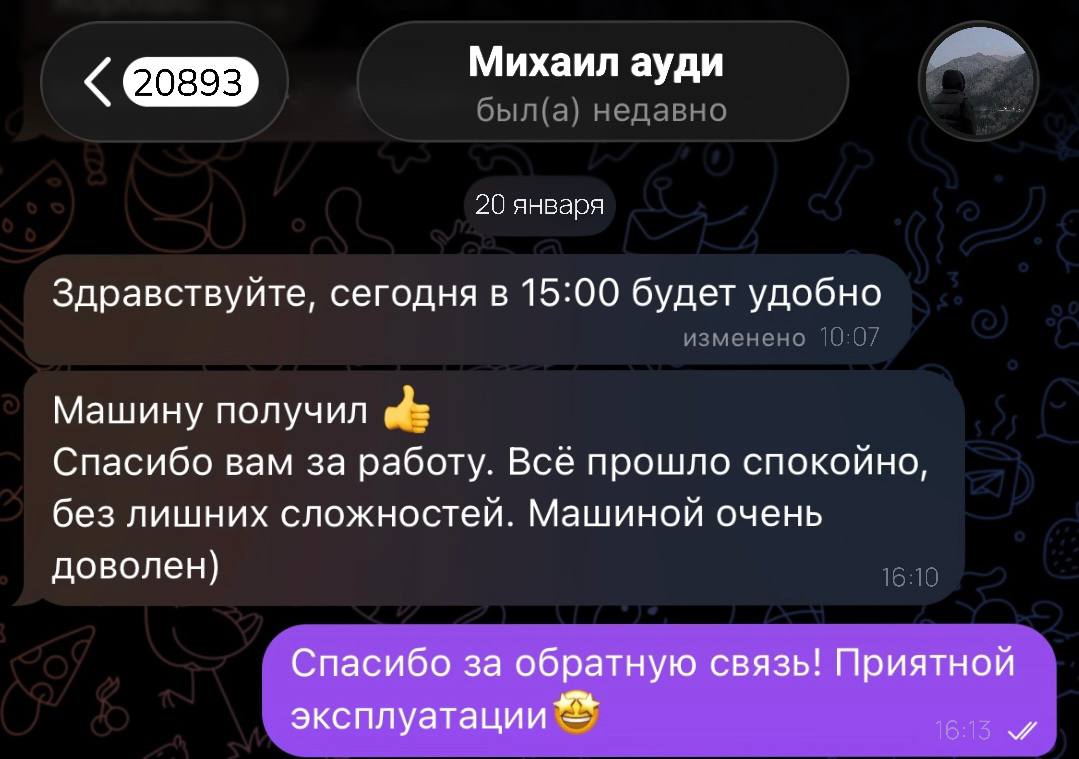 20893
Михаил ауди
был(а) недавно
20 января
Здравствуйте, сегодня в 15:00 будет удобно
изменено 10:07
Машину получил 👍
Спасибо вам за работу. Всё прошло спокойно,
без лишних сложностей. Машиной очень
доволен)
16:10
Спасибо за обратную связь! Приятной
эксплуатации🤩
16:13